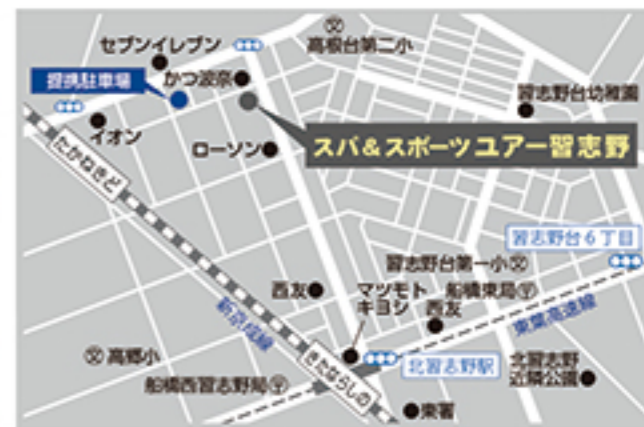 セブンイレブン
高根台第二小
提携駐車場
かつ波奈
習志野台幼稚園
イオン
ローソン
スパ&スポーツユアー習志野
たかねきど
習志野台6丁目
習志野台第一小
西友
マツモト
キヨシ
船橋東局
西友
東葉高速線
新京成線
高郷小
船橋西習志野局
きたならしの
北習志野駅
北習志野
近隣公園
東署